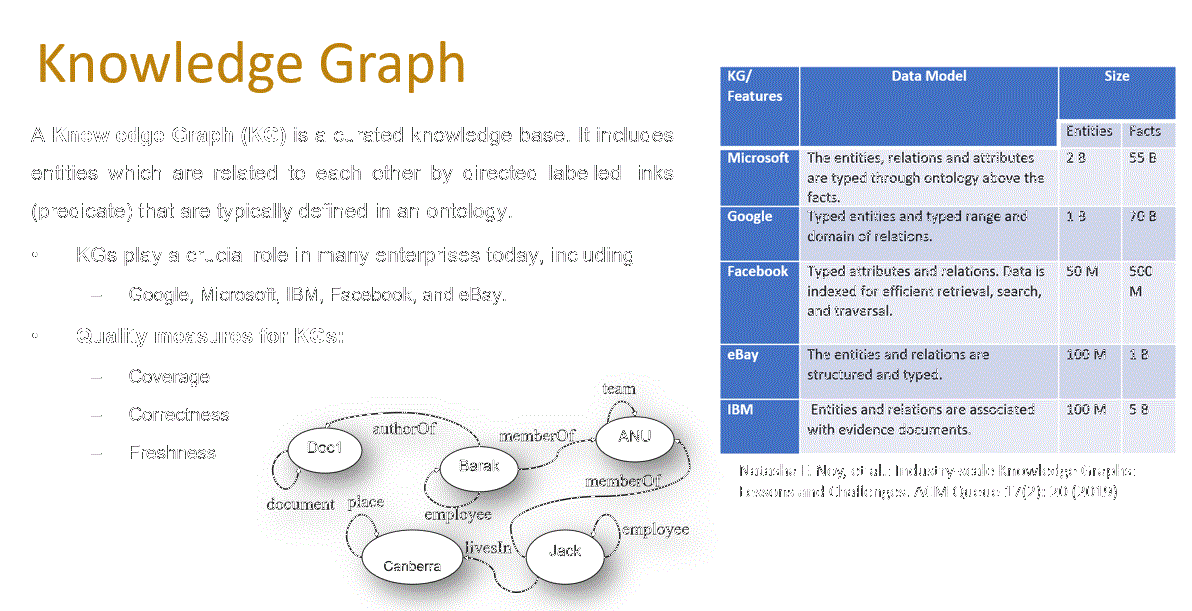 Knowledge Graph
A Knowledge Graph (KG) is a curated knowledge base. It includes
entities which are related to each other by directed labelled links
(predicate) that are typically defined in an ontology.
• KGs play a crucial role in many enterprises today, including
– Google, Microsoft, IBM, Facebook, and eBay.
• Quality measures for KGs:
– Coverage
– Correctness
– Freshness
team
authorOf
Doc1
memberOf
ANU
Barak
memberOf
document
place
employee
employee
livesIn
Jack
Canberra
KG/
Features
Data Model
Size
Entities
Facts
Microsoft
The entities, relations and attributes
are typed through ontology above the
facts.
2 B
55 B
Google
Typed entities and typed range and
domain of relations.
1 B
70 B
Facebook
Typed attributes and relations. Data is
indexed for efficient retrieval, search,
and traversal.
50 M
500
M
eBay
The entities and relations are
structured and typed.
100 M
1 B
IBM
Entities and relations are associated
with evidence documents.
100 M
5 B
Natasha F. Noy, et al.: Industry-scale Knowledge Graphs:
Lessons and Challenges. ACM Queue 17(2): 20 (2019)